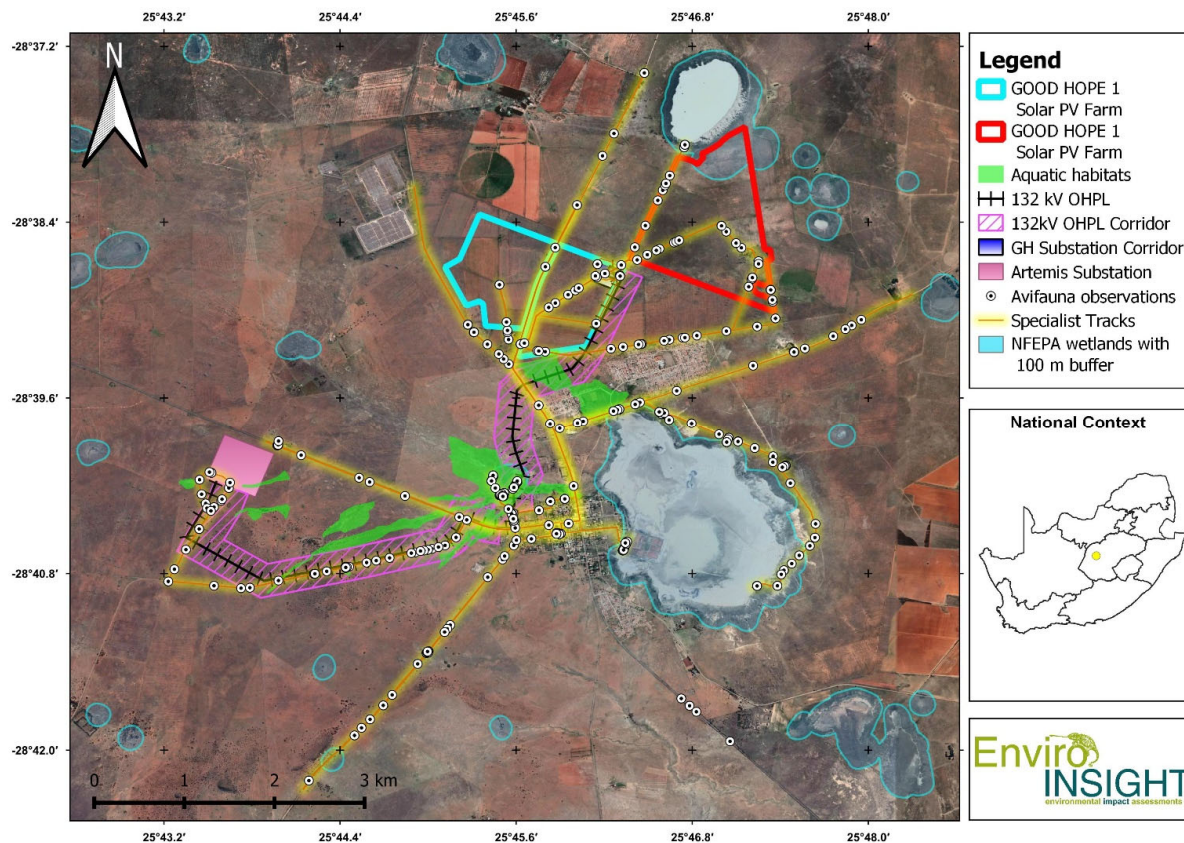 25°43.2′ 25°44.4′ 25°45.6′ 25°46.8′ 25°48.0′
-28°37.2′
-28°38.4′
-28°39.6′
-28°40.8′
-28°42.0′
N
0 1 2 3 km
25°43.2′ 25°44.4′ 25°45.6′ 25°46.8′ 25°48.0′
Legend
GOOD HOPE 1
Solar PV Farm
GOOD HOPE 1
Solar PV Farm
Aquatic habitats
132 kV OHPL
132kV OHPL Corridor
GH Substation Corridor
Artemis Substation
Avifauna observations
Specialist Tracks
NFEPA wetlands with
100 m buffer
National Context
Enviro
INSIGHT
environmental impact assessments